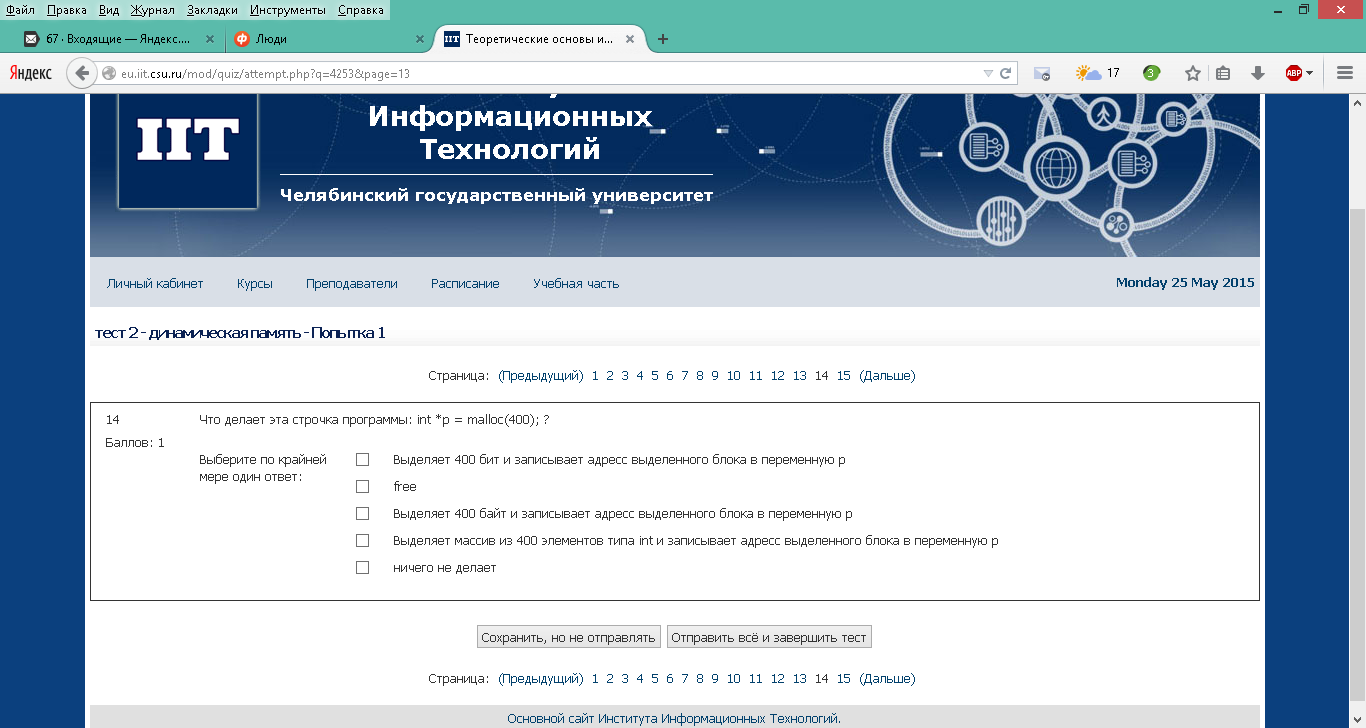 Файл Правка Вид Журнал Закладки Инструменты Справка
67 · Входящие — Яндекс.... Люди IIT Теоретические основы и...
Яндекс eu.iit.csu.ru/mod/quiz/attempt.php?q=4253&page=13 17 3 ABP
IIT
Информационных
Технологий
Челябинский государственный университет
Личный кабинет Курсы Преподаватели Расписание Учебная часть Monday 25 May 2015
тест 2 - динамическая память - Попытка 1
Страница: (Предыдущий) 1 2 3 4 5 6 7 8 9 10 11 12 13 14 15 (Дальше)
14 Что делает эта строчка программы: int *p = malloc(400); ?
Баллов: 1
Выберите по крайней мере один ответ:
Выделяет 400 бит и записывает адресс выделенного блока в переменную p
free
Выделяет 400 байт и записывает адресс выделенного блока в переменную p
Выделяет массив из 400 элементов типа int и записывает адресс выделенного блока в переменную p
ничего не делает
Сохранить, но не отправлять Отправить всё и завершить тест
Страница: (Предыдущий) 1 2 3 4 5 6 7 8 9 10 11 12 13 14 15 (Дальше)
Основной сайт Института Информационных Технологий.